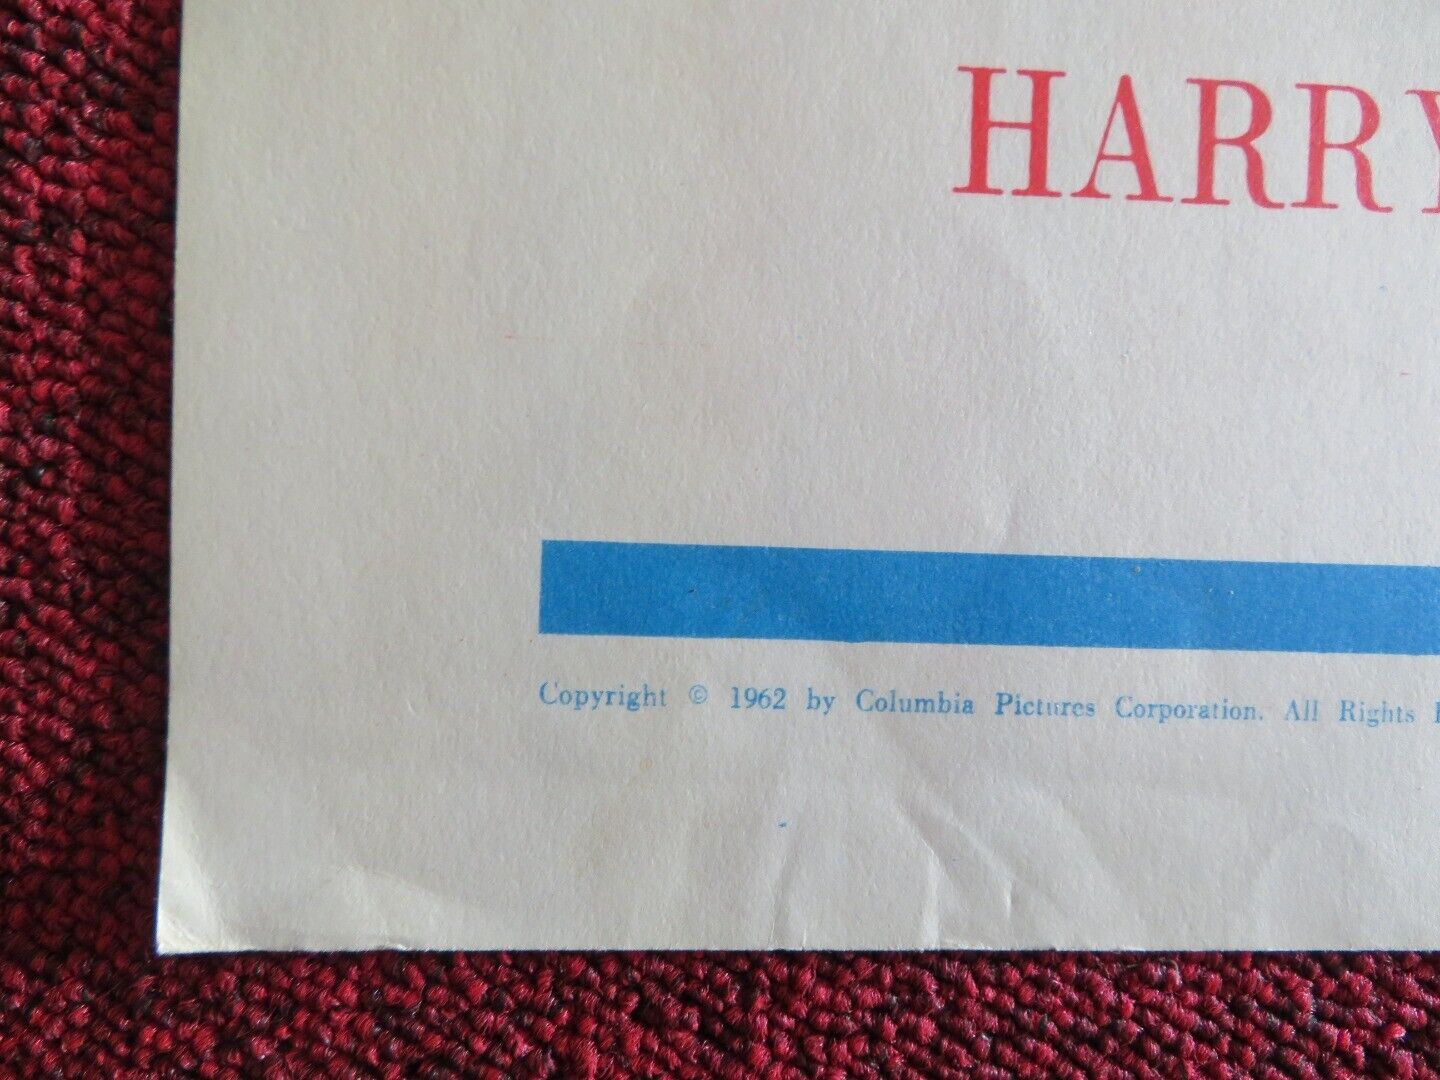 HARRY
Copyright © 1962 by Columbia Pictures Corporation. All Rights